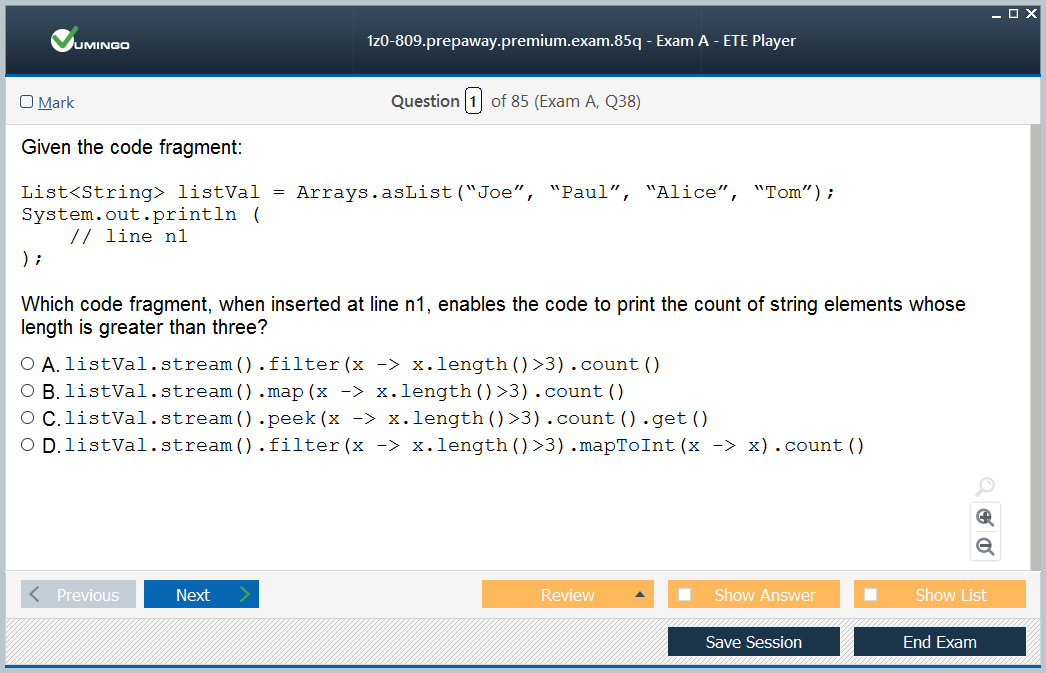 VUMINGO
1z0-809.prepaway.premium.exam.85q - Exam A - ETE Player
Mark
Question 1 of 85 (Exam A, Q38)
Given the code fragment:
List<String> listVal = Arrays.asList(“Joe”, “Paul”, “Alice”, “Tom”);
System.out.println (
// line n1
);
Which code fragment, when inserted at line n1, enables the code to print the count of string elements whose
length is greater than three?
A. listVal.stream().filter(x -> x.length()>3).count()
B. listVal.stream().map(x -> x.length()>3).count()
C. listVal.stream().peek(x -> x.length()>3).count().get()
D. listVal.stream().filter(x -> x.length()>3).mapToInt(x -> x).count()
Previous
Next
Review
Show Answer
Show List
Save Session
End Exam